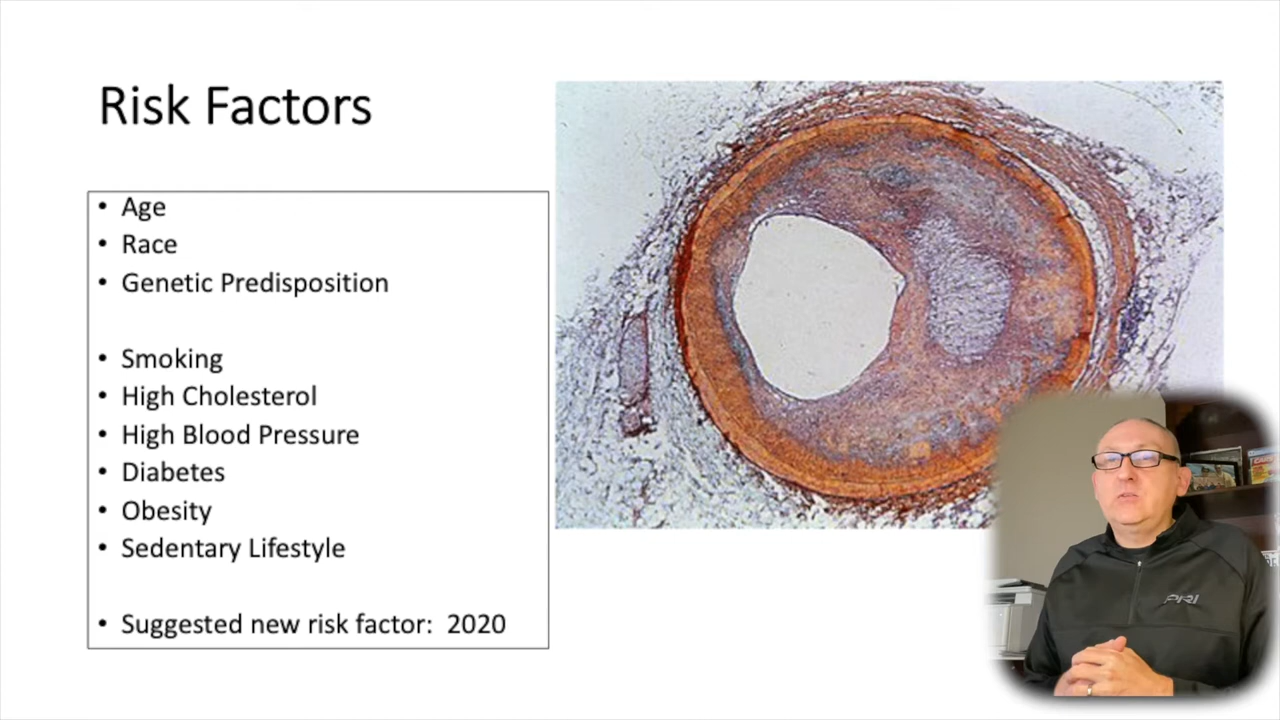 Risk Factors
• Age
• Race
• Genetic Predisposition
• Smoking
• High Cholesterol
• High Blood Pressure
• Diabetes
• Obesity
• Sedentary Lifestyle
• Suggested new risk factor: 2020
PRI